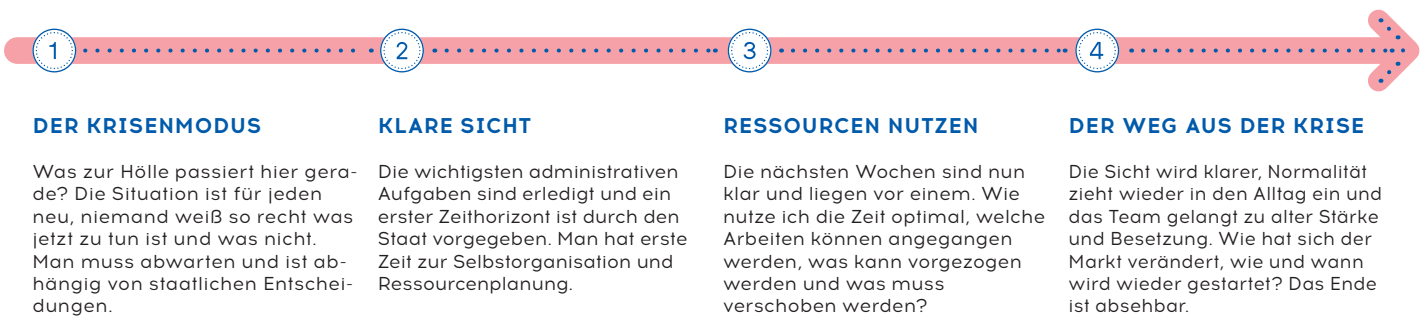 1
2
3
4
DER KRISENMODUS
Was zur Hölle passiert hier gera-
de? Die Situation ist für jeden
neu, niemand weiß so recht was
jetzt zu tun ist und was nicht.
Man muss abwarten und ist ab-
hängig von staatlichen Entschei-
dungen.
KLARE SICHT
Die wichtigsten administrativen
Aufgaben sind erledigt und ein
erster Zeithorizont ist durch den
Staat vorgegeben. Man hat erste
Zeit zur Selbstorganisation und
Ressourcenplanung.
RESSOURCEN NUTZEN
Die nächsten Wochen sind nun
klar und liegen vor einem. Wie
nutze ich die Zeit optimal, welche
Arbeiten können angegangen
werden, was kann vorgezogen
werden und was muss
verschoben werden?
DER WEG AUS DER KRISE
Die Sicht wird klarer, Normalität
zieht wieder in den Alltag ein und
das Team gelangt zu alter Stärke
und Besetzung. Wie hat sich der
Markt verändert, wie und wann
wird wieder gestartet? Das Ende
ist absehbar.